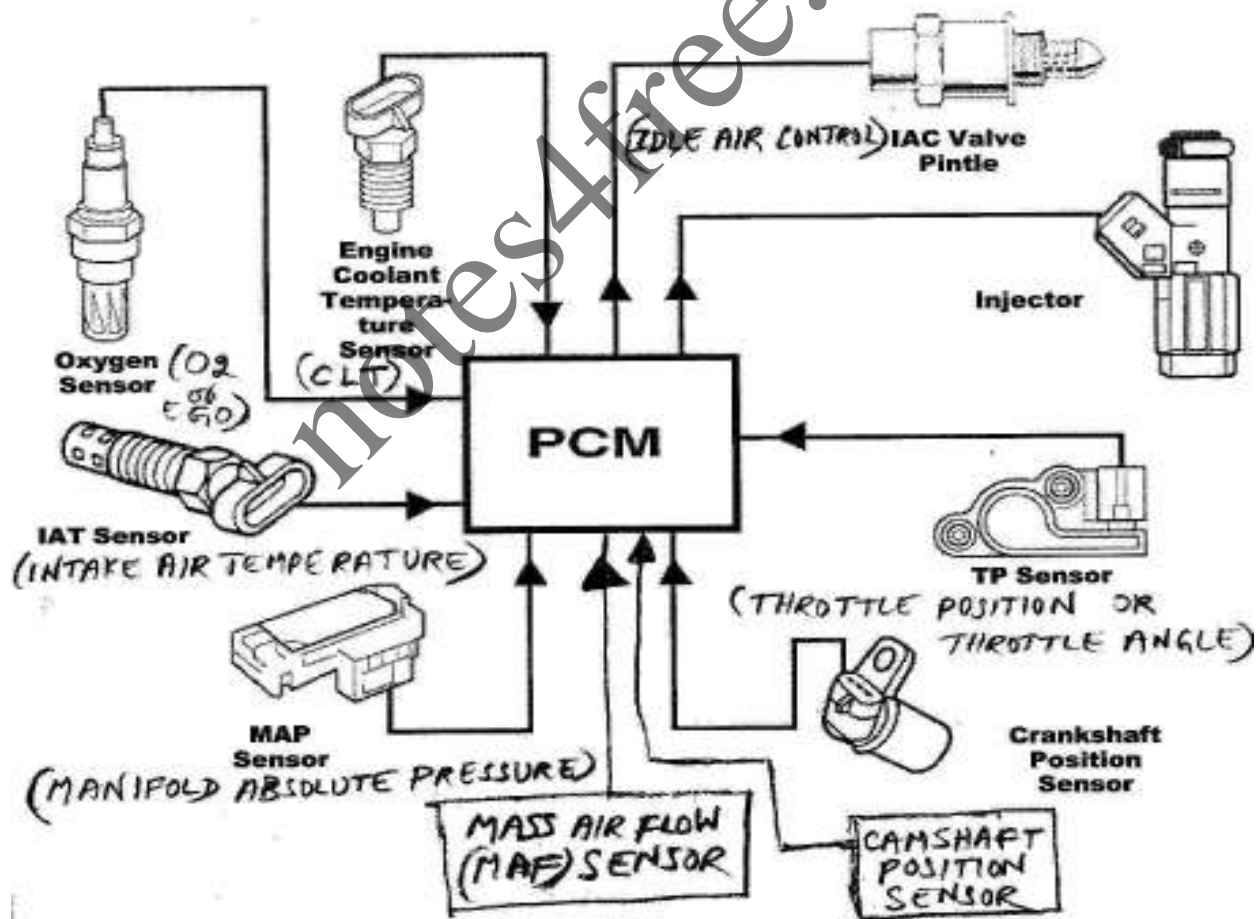 notes4free.
(IDLE AIR CONTROL) IAC Valve
Pintle
Engine
Coolant
Tempera-
ture
Sensor
(CLT)
Injector
Oxygen (O2
Sensor or
EGO)
PCM
IAT Sensor
(INTAKE AIR TEMPERATURE)
TP Sensor
(THROTTLE POSITION OR
THROTTLE ANGLE)
MAP
Sensor
(MANIFOLD ABSOLUTE PRESSURE)
Crankshaft
Position
Sensor
MASS AIR FLOW
(MAF) SENSOR
CAMSHAFT
POSITION
SENSOR